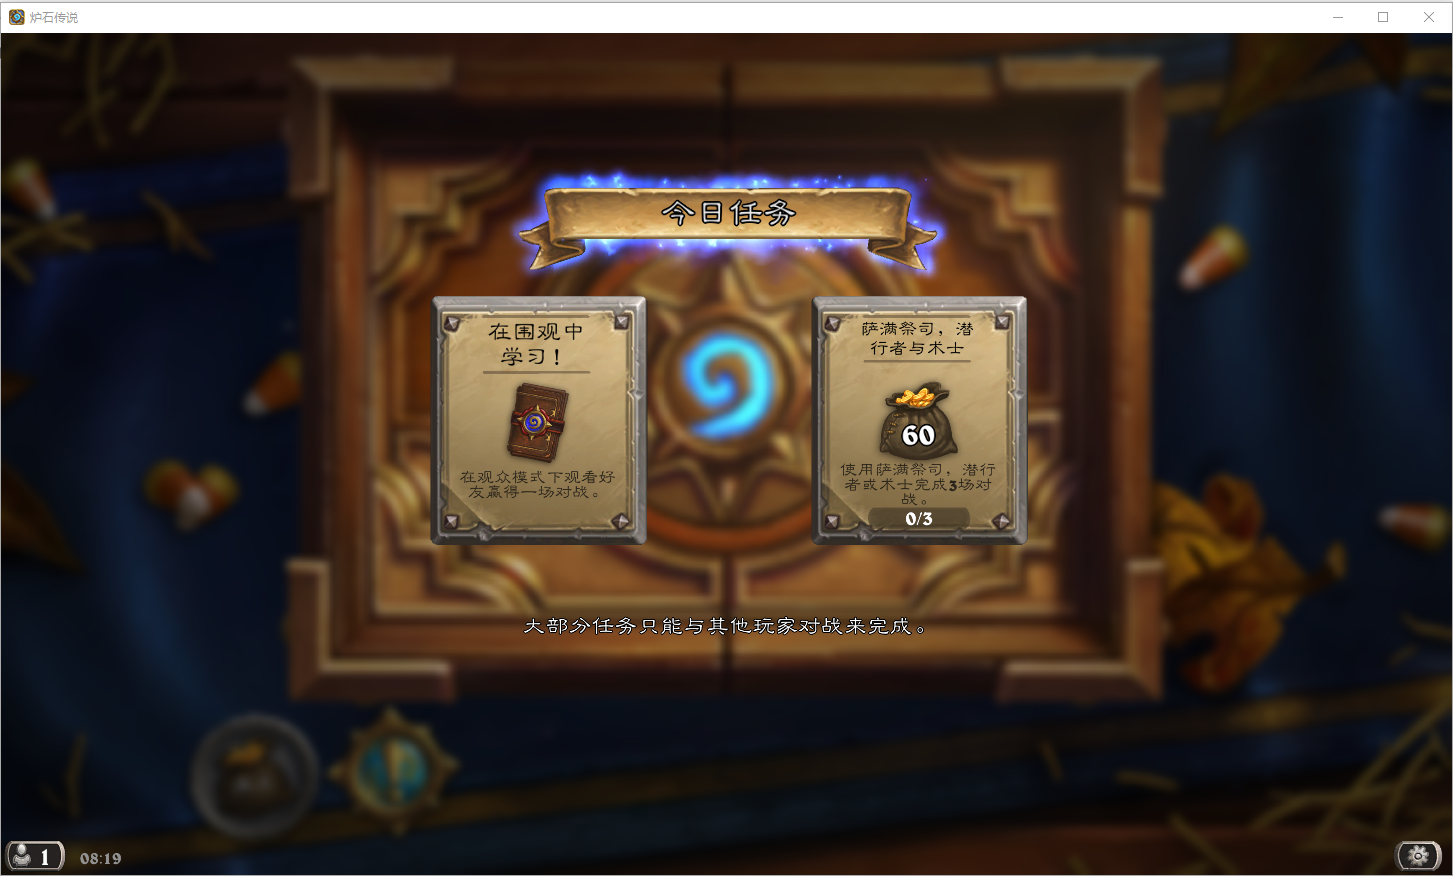 炉石传说
今日任务
在围观中
学习！
在观众模式下观看好
友赢得一场对战。
萨满祭司，潜
行者与术士
60
使用萨满祭司，潜行
者或术士完成3场对
战。
0/3
大部分任务只能与其他玩家对战来完成。
1
08:19